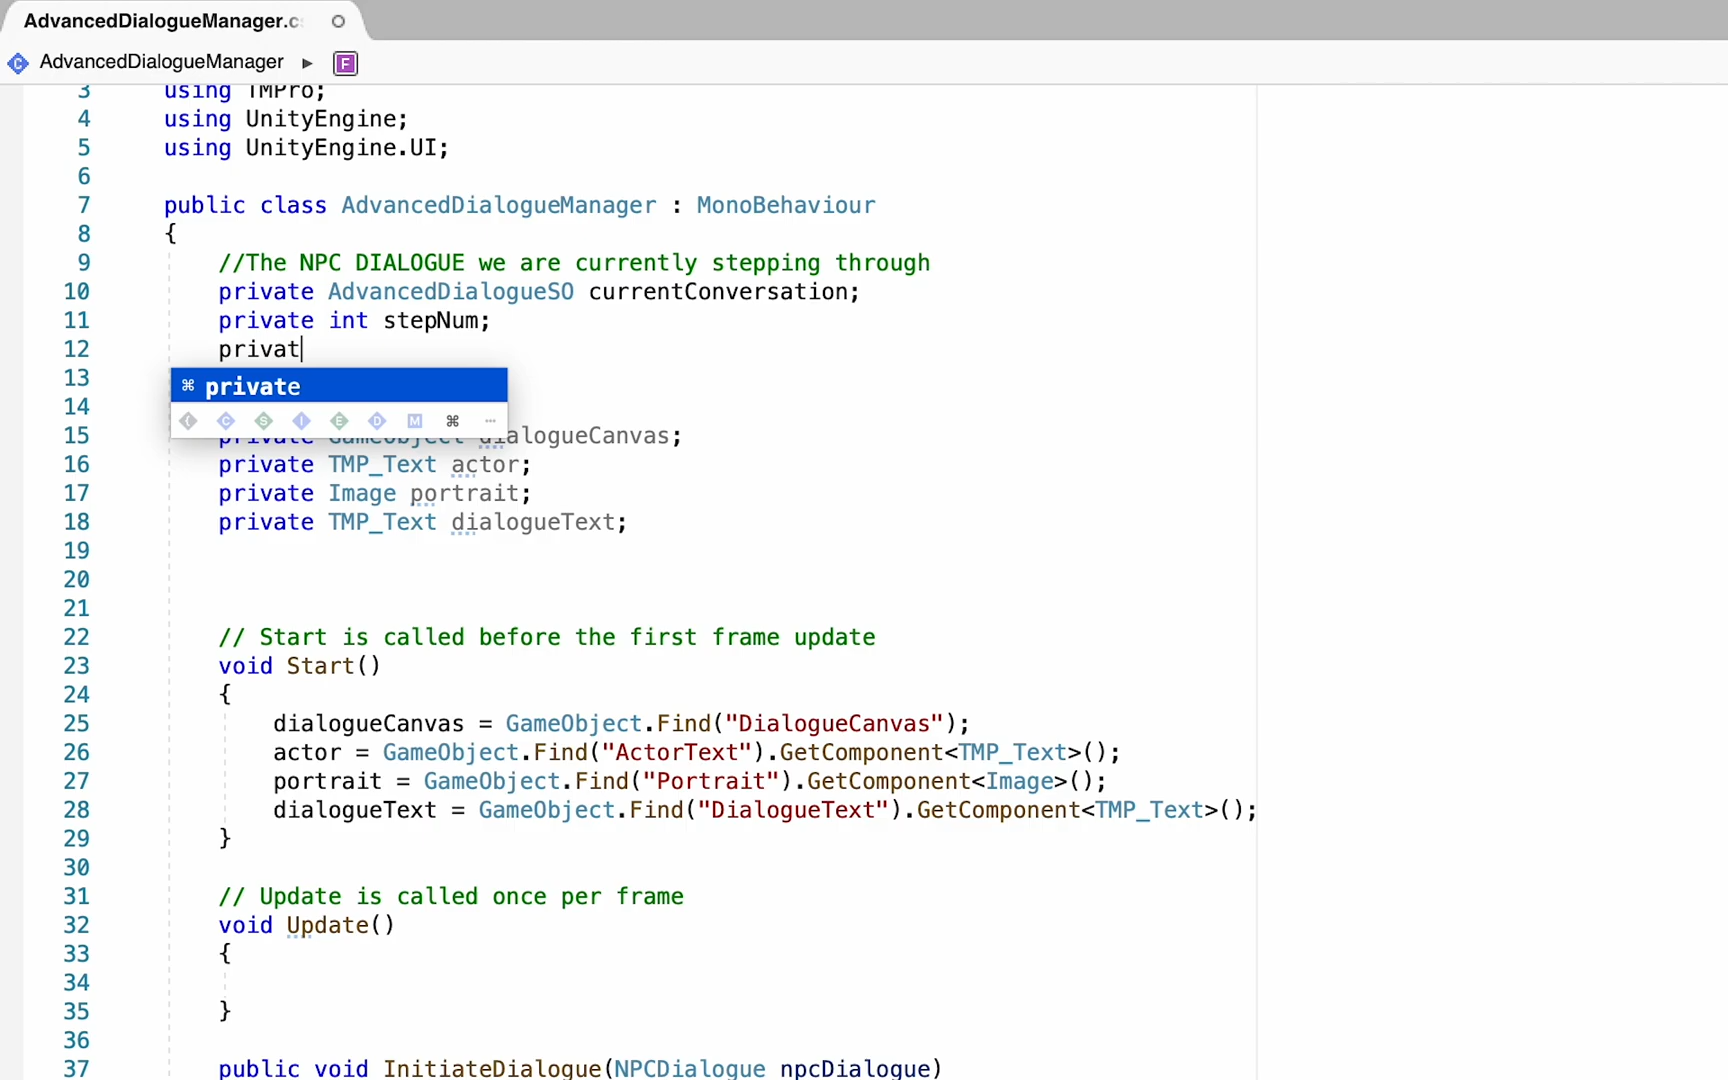 AdvancedDialogueManager.c
AdvancedDialogueManager
3 using TMPro;
4 using UnityEngine;
5 using UnityEngine.UI;
6
7 public class AdvancedDialogueManager : MonoBehaviour
8 {
9 //The NPC DIALOGUE we are currently stepping through
10 private AdvancedDialogueSO currentConversation;
11 private int stepNum;
12 privat
13 private
14
15 private GameObject dialogueCanvas;
16 private TMP_Text actor;
17 private Image portrait;
18 private TMP_Text dialogueText;
19
20
21
22 // Start is called before the first frame update
23 void Start()
24 {
25 dialogueCanvas = GameObject.Find("DialogueCanvas");
26 actor = GameObject.Find("ActorText").GetComponent<TMP_Text>();
27 portrait = GameObject.Find("Portrait").GetComponent<Image>();
28 dialogueText = GameObject.Find("DialogueText").GetComponent<TMP_Text>();
29 }
30
31 // Update is called once per frame
32 void Update()
33 {
34
35 }
36
37 public void InitiateDialogue(NPCDialogue npcDialogue)